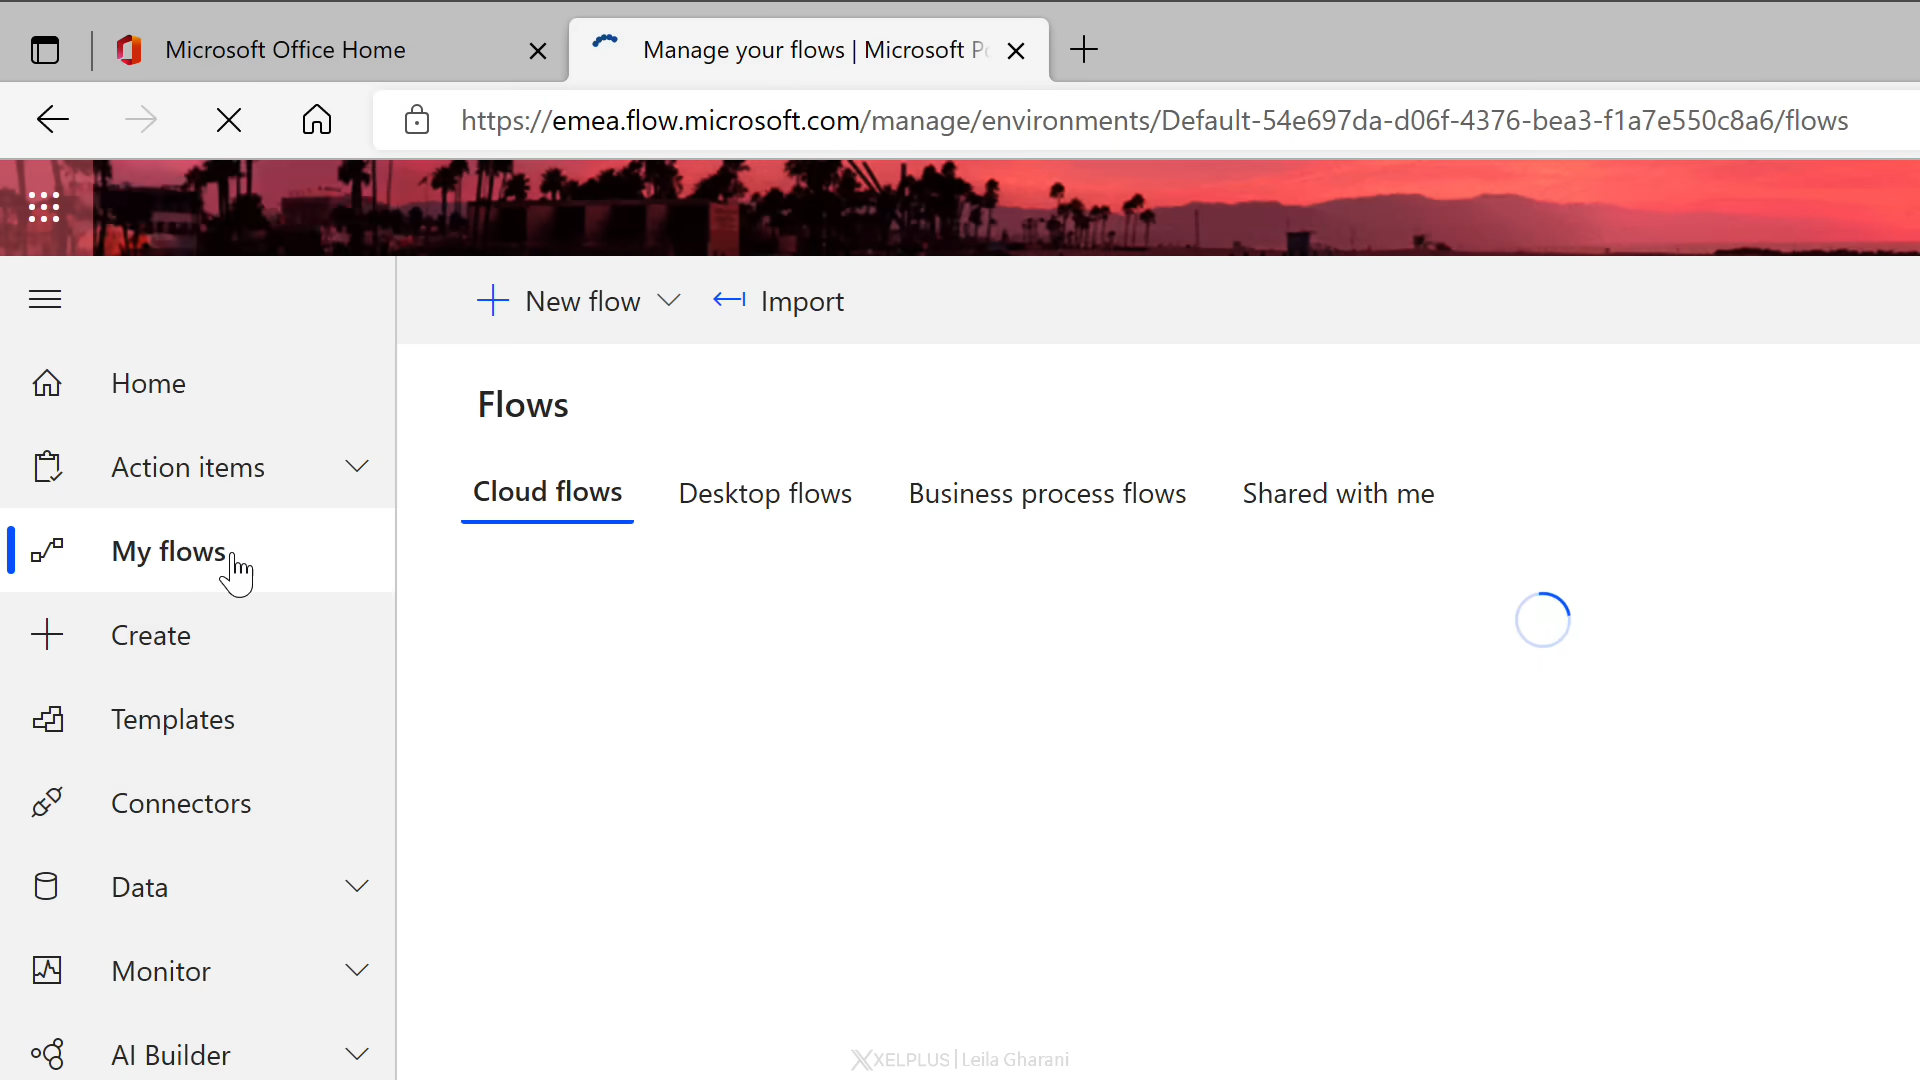 Microsoft Office Home
Manage your flows | Microsoft
https://emea.flow.microsoft.com/manage/environments/Default-54e697da-d06f-4376-bea3-f1a7e550c8a6/flows
New flow
Import
Home
Action items
My flows
Create
Templates
Connectors
Data
Monitor
AI Builder
Flows
Cloud flows
Desktop flows
Business process flows
Shared with me
XELPLUS | Leila Gharani